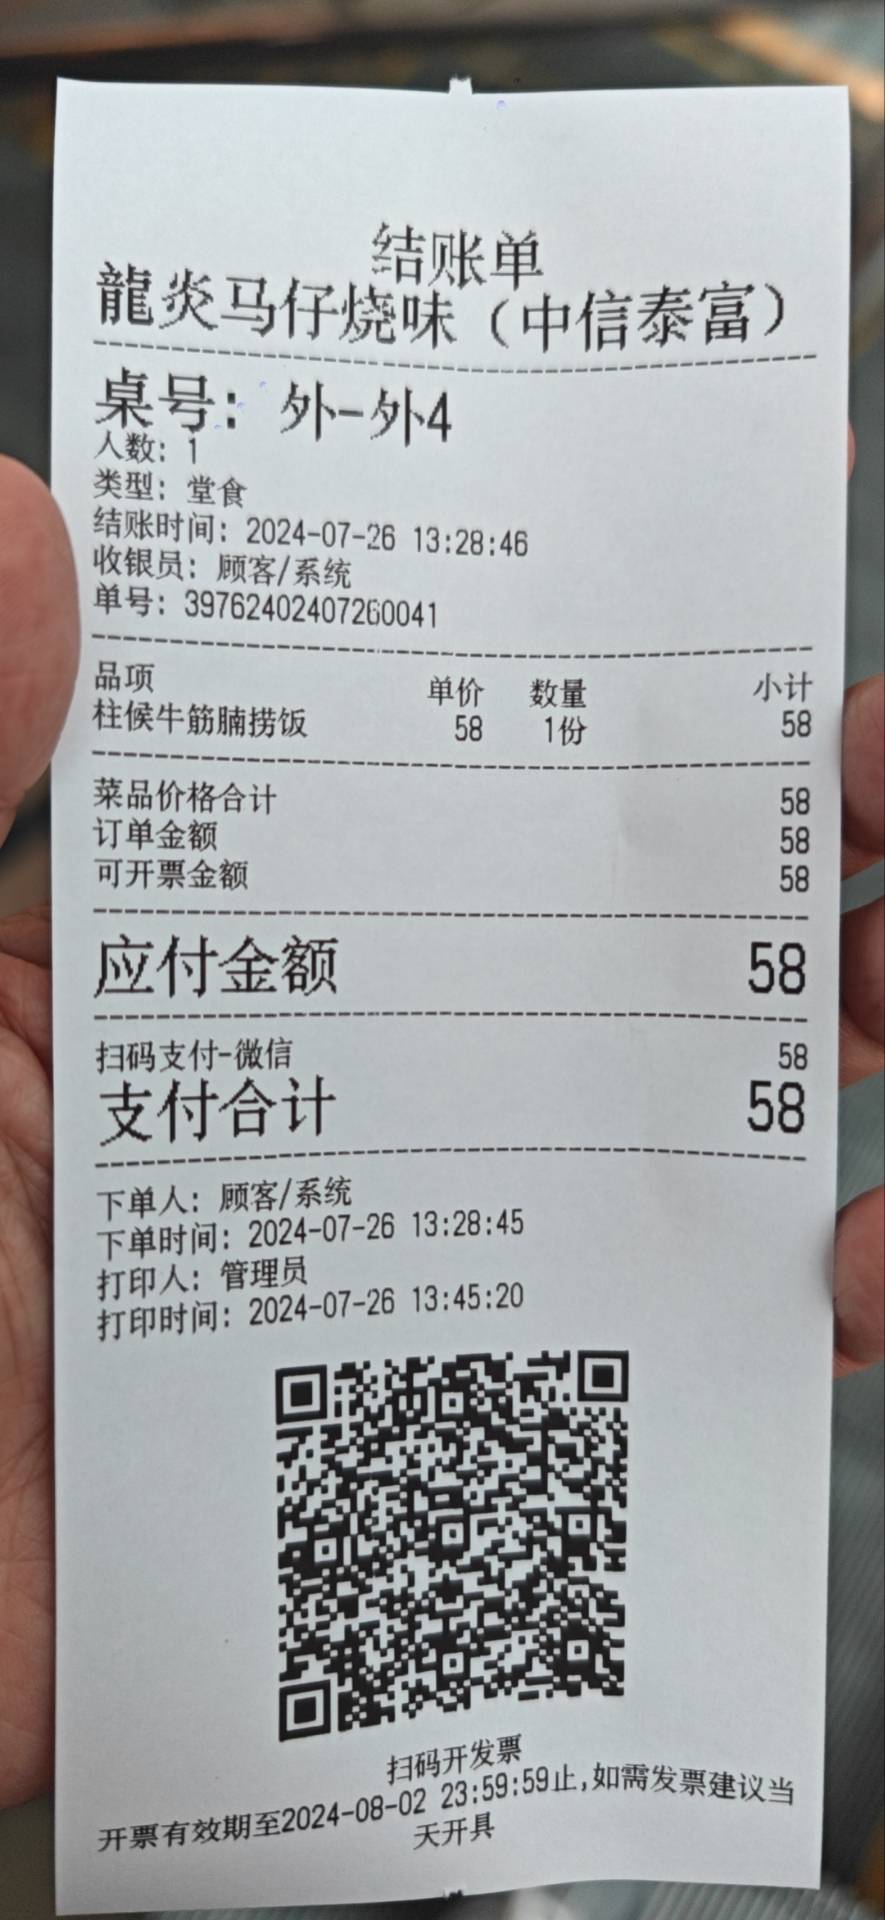 结账单
龍炎马仔烧味（中信泰富）
桌号: 外-外4
人数: 1
类型: 堂食
结账时间: 2024-07-26 13:28:46
收银员: 顾客/系统
单号: 39762402407260041
品项 单价 数量 小计
柱候牛筋腩捞饭 58 1份 58
菜品价格合计 58
订单金额 58
可开票金额 58
应付金额 58
扫码支付-微信 58
支付合计 58
下单人: 顾客/系统
下单时间: 2024-07-26 13:28:45
打印人: 管理员
打印时间: 2024-07-26 13:45:20
扫码开发票
开票有效期至2024-08-02 23:59:59止,如需发票建议当
天开具